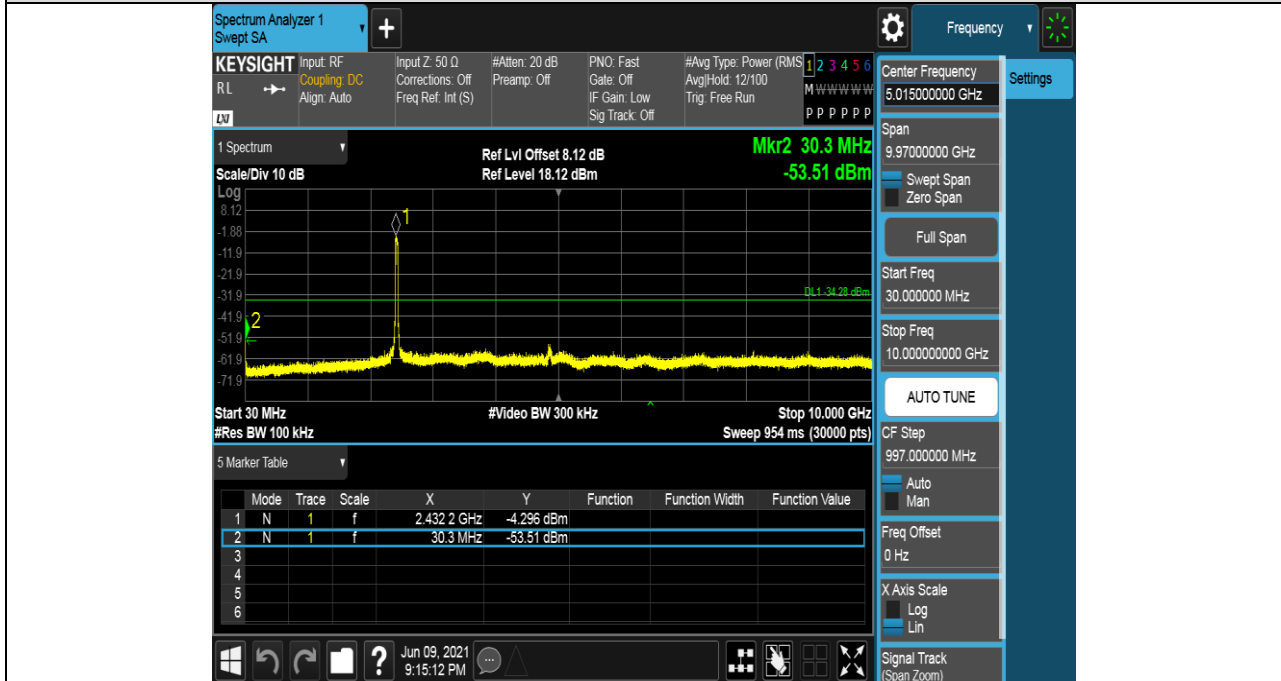 Spectrum Analyzer 1
Swept SA
+
Frequency
KEYSIGHT
RL
LXI
Input: RF
Coupling: DC
Align: Auto
Input Z: 50 Ω
Corrections: Off
Freq Ref: Int (S)
#Atten: 20 dB
Preamp: Off
PNO: Fast
Gate: Off
IF Gain: Low
Sig Track: Off
#Avg Type: Power (RMS
Avg|Hold: 12/100
Trig: Free Run
1 2 3 4 5 6
M W W W W W
P P P P P P
1 Spectrum
Scale/Div 10 dB
Ref Lvl Offset 8.12 dB
Ref Level 18.12 dBm
Mkr2 30.3 MHz
-53.51 dBm
Log
8.12
-1.88
-11.9
-21.9
-31.9
-41.9
-51.9
-61.9
-71.9
1
2
DL1 -34.28 dBm
Start 30 MHz
#Video BW 300 kHz
Stop 10.000 GHz
#Res BW 100 kHz
Sweep 954 ms (30000 pts)
5 Marker Table
Mode Trace Scale X Y Function Function Width Function Value
1 N 1 f 2.432 2 GHz -4.296 dBm
2 N 1 f 30.3 MHz -53.51 dBm
3
4
5
6
Jun 09, 2021
9:15:12 PM
Center Frequency
5.015000000 GHz
Span
9.97000000 GHz
Swept Span
Zero Span
Full Span
Start Freq
30.000000 MHz
Stop Freq
10.000000000 GHz
AUTO TUNE
CF Step
997.000000 MHz
Auto
Man
Freq Offset
0 Hz
X Axis Scale
Log
Lin
Signal Track
(Span Zoom)
Settings